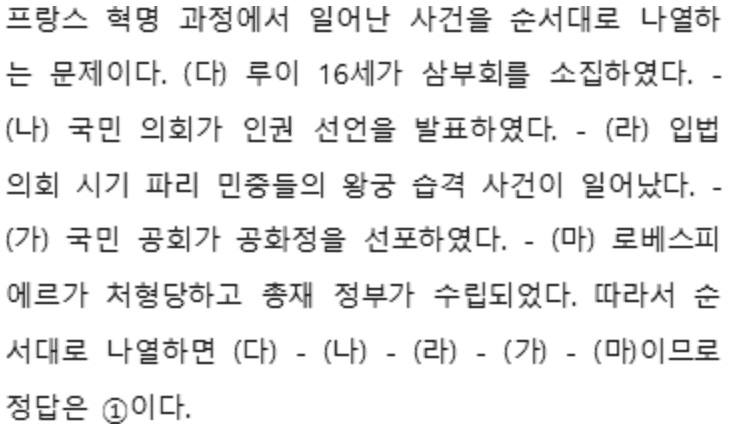 프랑스 혁명 과정에서 일어난 사건을 순서대로 나열하
는 문제이다. (다) 루이 16세가 삼부회를 소집하였다. -
(나) 국민 의회가 인권 선언을 발표하였다. - (라) 입법
의회 시기 파리 민중들의 왕궁 습격 사건이 일어났다. -
(가) 국민 공회가 공화정을 선포하였다. - (마) 로베스피
에르가 처형당하고 총재 정부가 수립되었다. 따라서 순
서대로 나열하면 (다) - (나) - (라) - (가) - (마)이므로
정답은 ①이다.